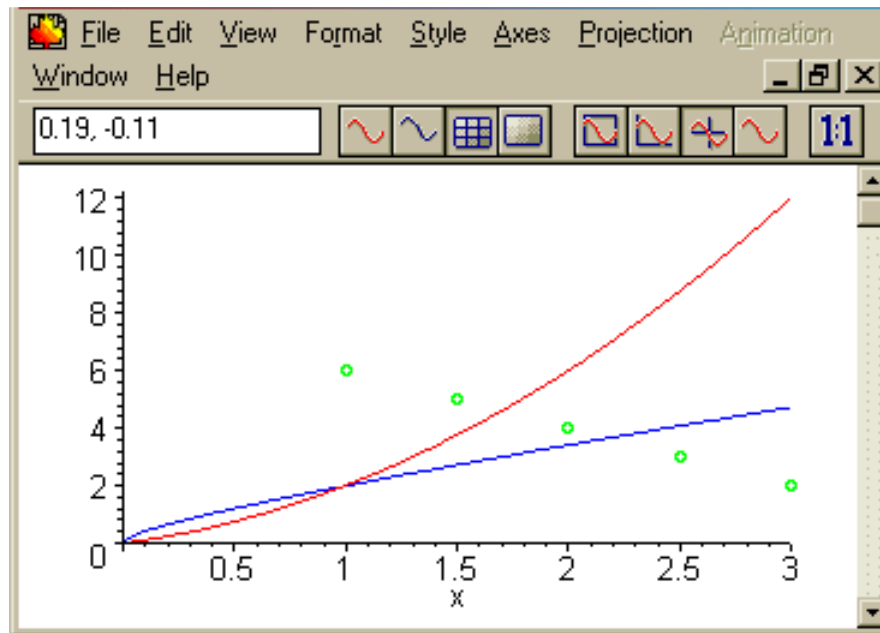 File Edit View Format Style Axes Projection Animation
Window Help
0.19, -0.11
1:1
12
10
8
6
4
2
0
0.5 1 1.5 2 2.5 3
x